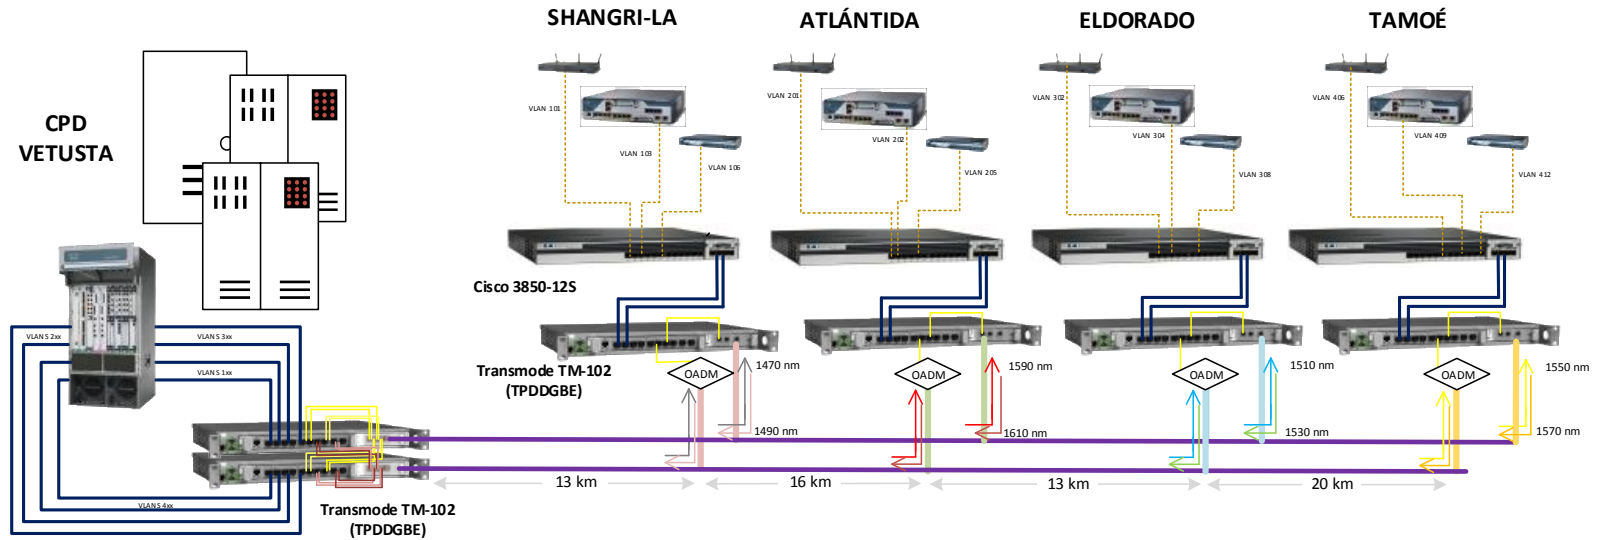 SHANGRI-LA
ATLÁNTIDA
ELDORADO
TAMOÉ
CPD
VETUSTA
VLAN 101
VLAN 103
VLAN 106
VLAN 201
VLAN 202
VLAN 205
VLAN 302
VLAN 304
VLAN 308
VLAN 406
VLAN 409
VLAN 412
Cisco 3850-12S
VLANS 2xx
VLANS 3xx
VLANS 1xx
VLANS 4xx
Transmode TM-102
(TPDDGBE)
OADM
1470 nm
1490 nm
OADM
1590 nm
1610 nm
OADM
1510 nm
1530 nm
OADM
1550 nm
1570 nm
13 km
16 km
13 km
20 km
Transmode TM-102
(TPDDGBE)